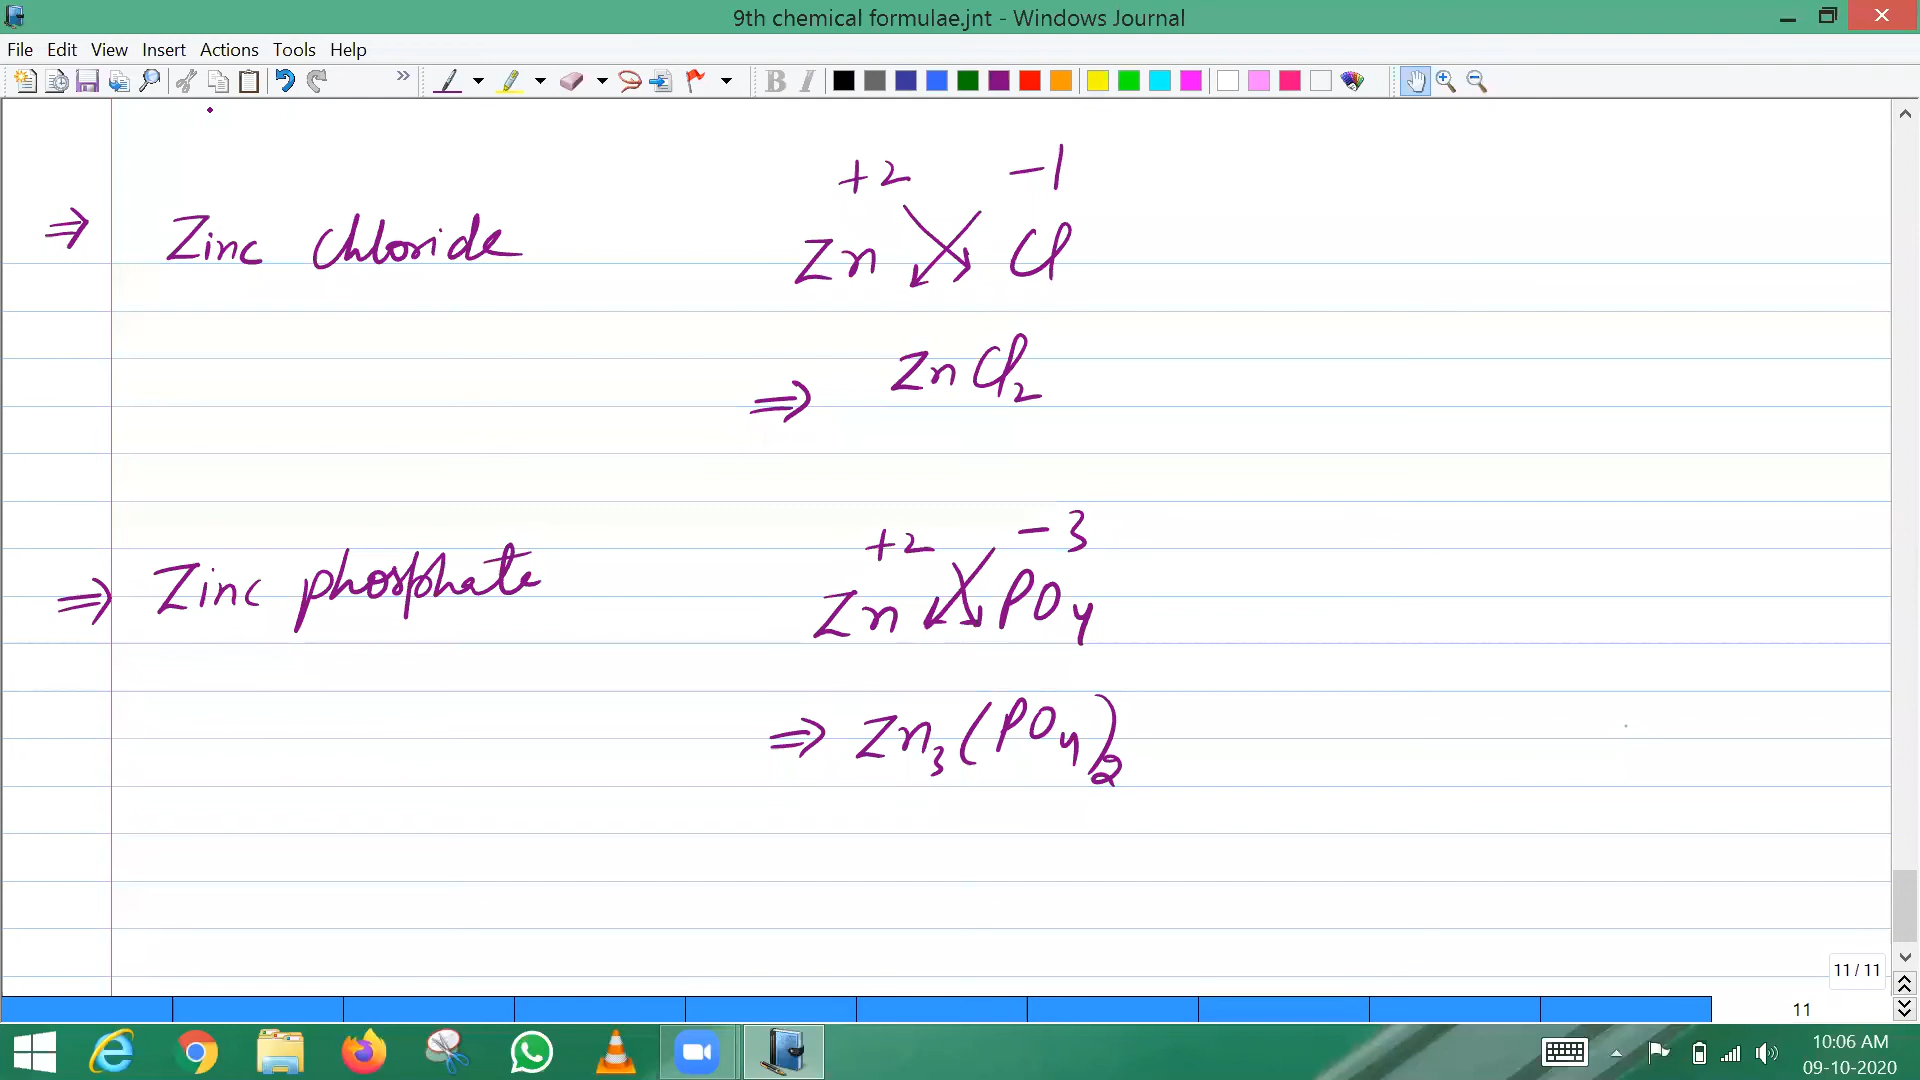 9th chemical formulae.jnt - Windows Journal
File Edit View Insert Actions Tools Help
B I
+2 -1
⇒ Zinc Chloride Zn Cl
⇒ ZnCl₂
+2 -3
⇒ Zinc phosphate Zn PO₄
⇒ Zn₃(PO₄)₂
11 / 11
11
10:06 AM
09-10-2020